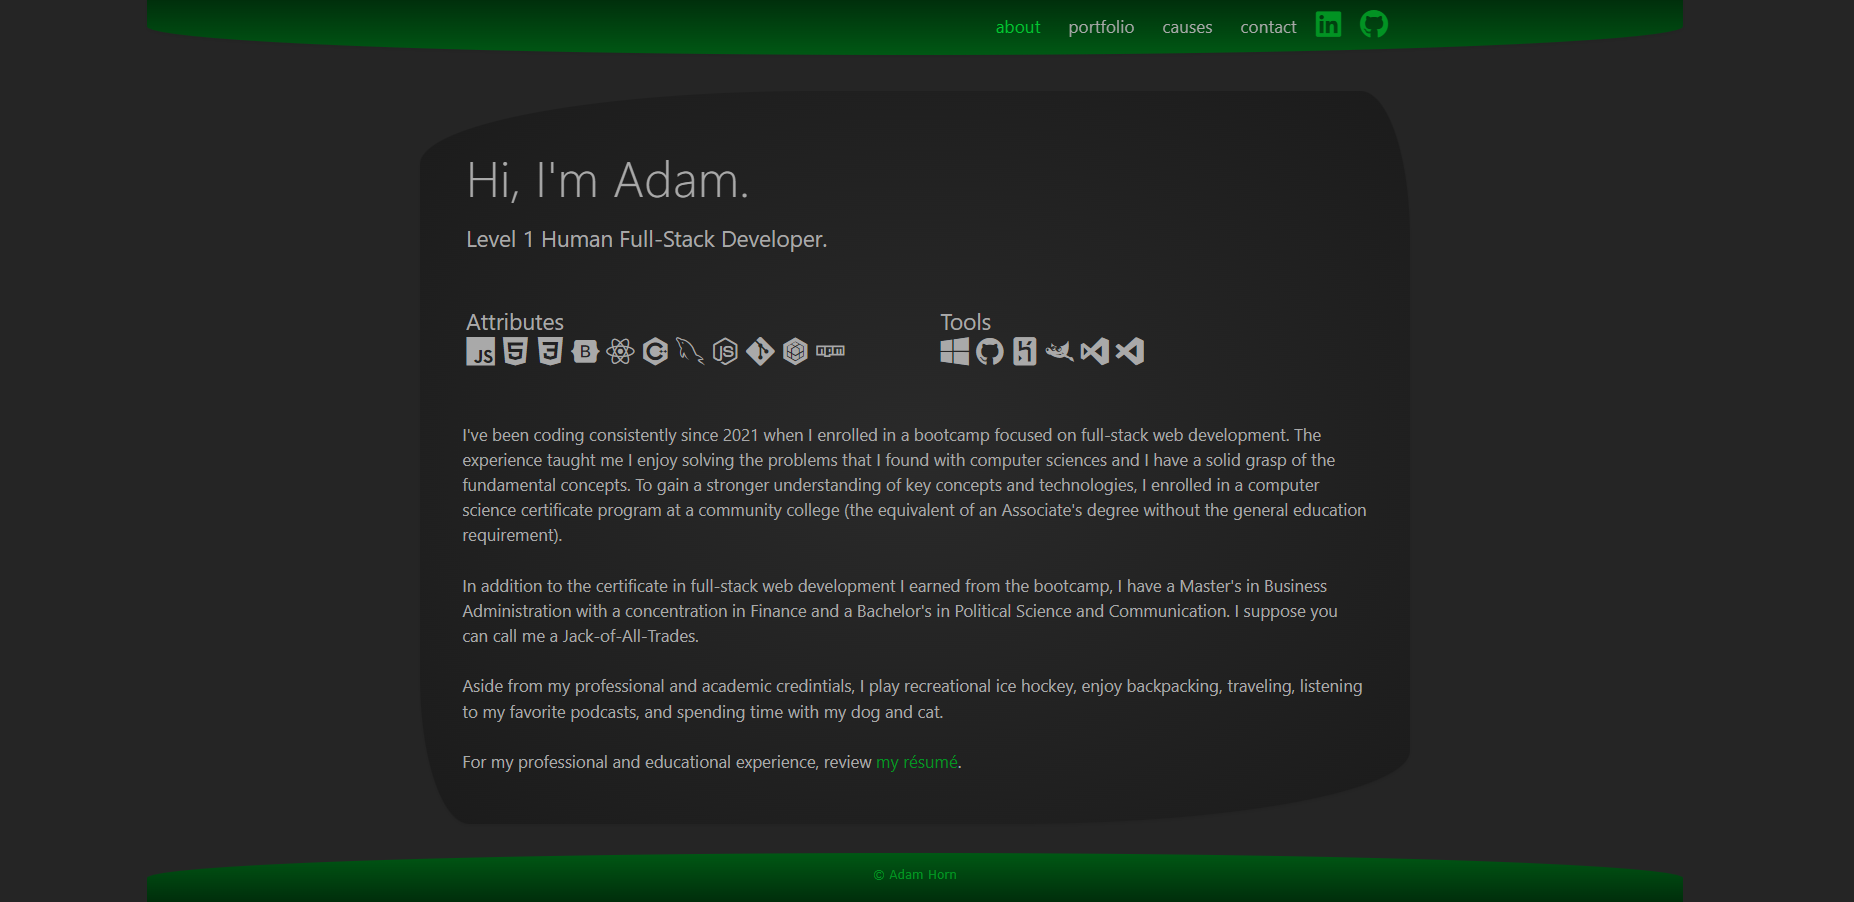 about portfolio causes contact in
Hi, I'm Adam.
Level 1 Human Full-Stack Developer.
Attributes
JS 5 3 B C++ JS npm
Tools
I've been coding consistently since 2021 when I enrolled in a bootcamp focused on full-stack web development. The
experience taught me I enjoy solving the problems that I found with computer sciences and I have a solid grasp of the
fundamental concepts. To gain a stronger understanding of key concepts and technologies, I enrolled in a computer
science certificate program at a community college (the equivalent of an Associate's degree without the general education
requirement).
In addition to the certificate in full-stack web development I earned from the bootcamp, I have a Master's in Business
Administration with a concentration in Finance and a Bachelor's in Political Science and Communication. I suppose you
can call me a Jack-of-All-Trades.
Aside from my professional and academic credintials, I play recreational ice hockey, enjoy backpacking, traveling, listening
to my favorite podcasts, and spending time with my dog and cat.
For my professional and educational experience, review my résumé.
© Adam Horn